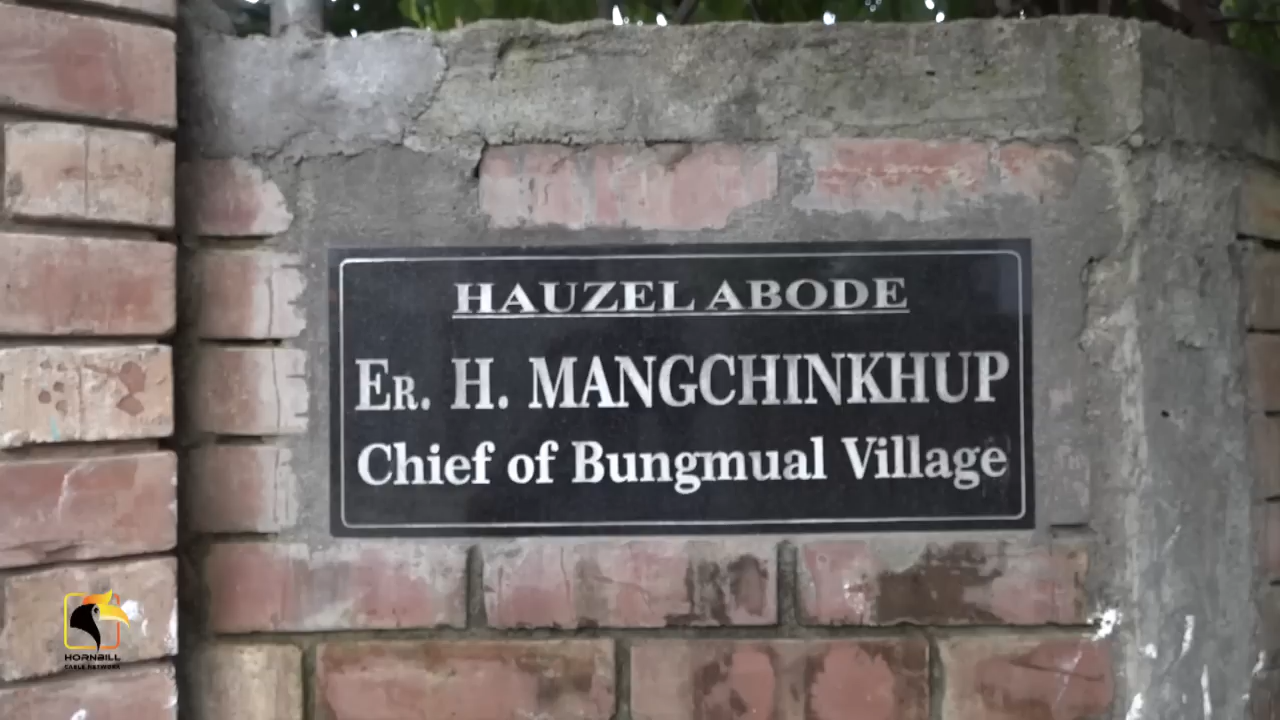 HAUZEL ABODE
ER. H. MANGCHINKHUP
Chief of Bungmual Village
HORNBILL
CABLE NETWORK